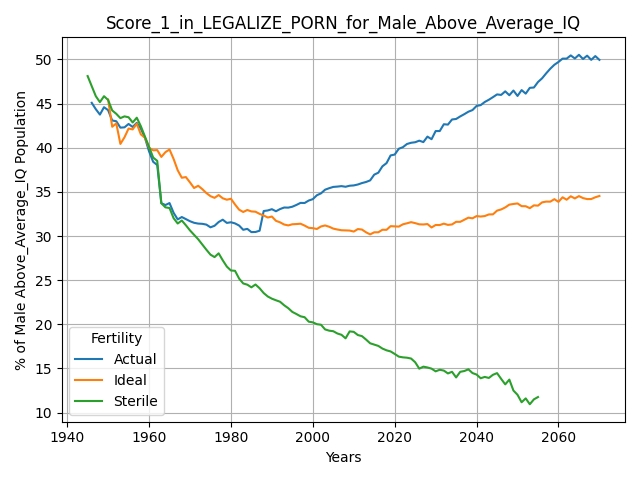 Score_1_in_LEGALIZE_PORN_for_Male_Above_Average_IQ
% of Male Above_Average_IQ Population
50
45
40
35
30
25
20
15
10
Fertility
Actual
Ideal
Sterile
1940
1960
1980
2000
2020
2040
2060
Years